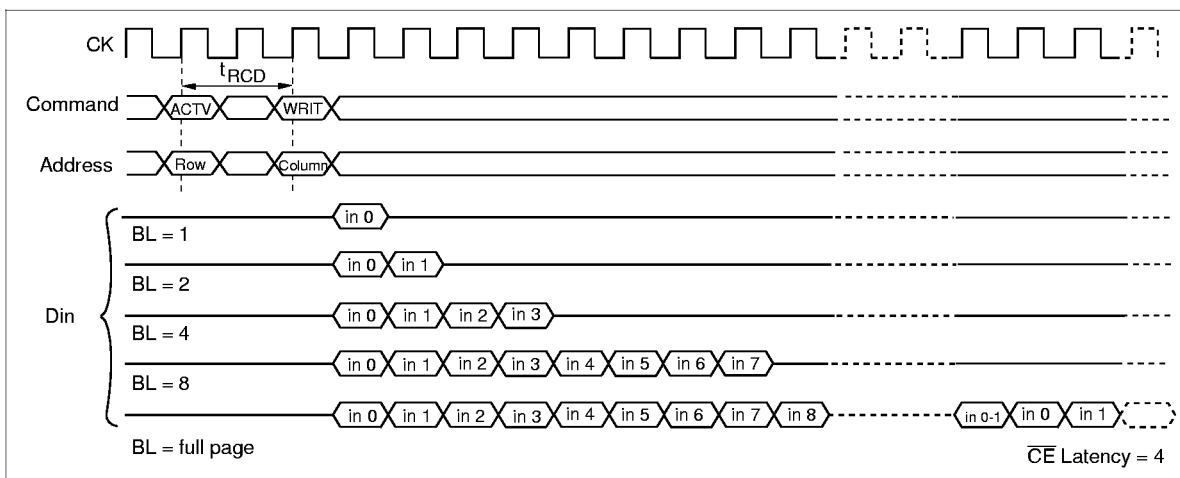 CK
tRCD
Command ACTV WRIT
Address Row Column
in 0
BL = 1
in 0 in 1
BL = 2
Din
in 0 in 1 in 2 in 3
BL = 4
in 0 in 1 in 2 in 3 in 4 in 5 in 6 in 7
BL = 8
in 0 in 1 in 2 in 3 in 4 in 5 in 6 in 7 in 8 in 0-1 in 0 in 1
BL = full page
C̅E̅ Latency = 4